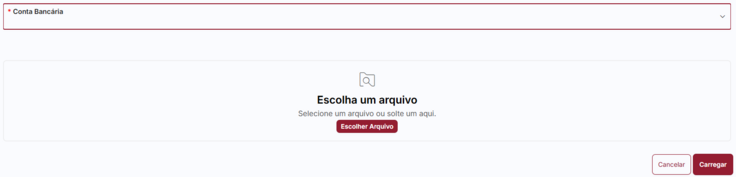 * Conta Bancária
Escolha um arquivo
Selecione um arquivo ou solte um aqui.
Escolher Arquivo
Cancelar Carregar